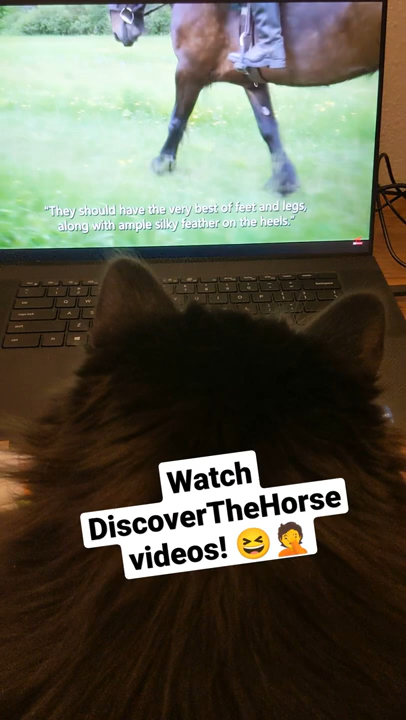 "They should have the very best of feet and legs,
along with ample silky feather on the heels."
Watch
DiscoverTheHorse
videos! 😆🤦